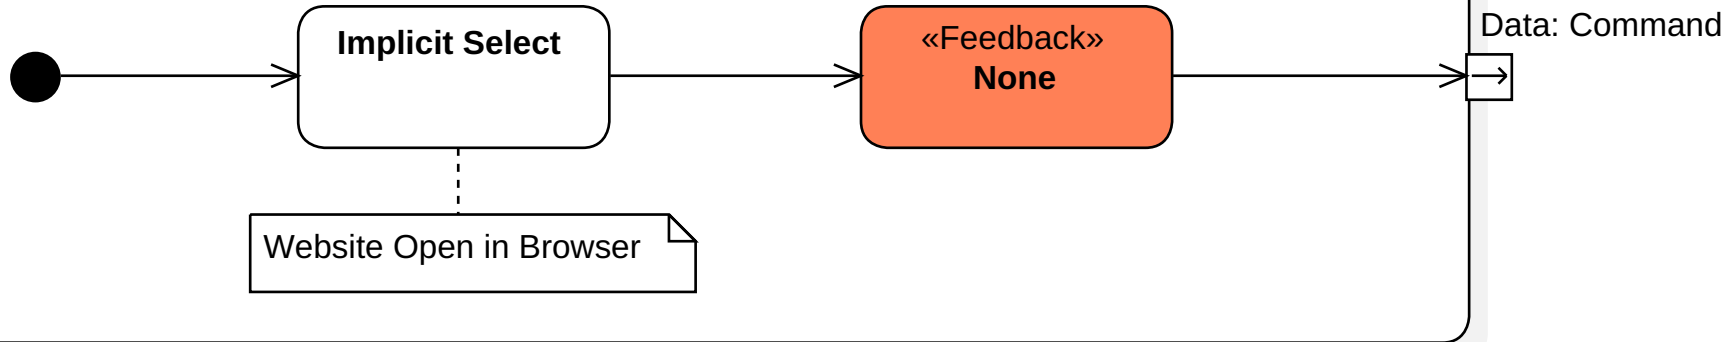 Data: Command
Implicit Select
«Feedback»
None
Website Open in Browser